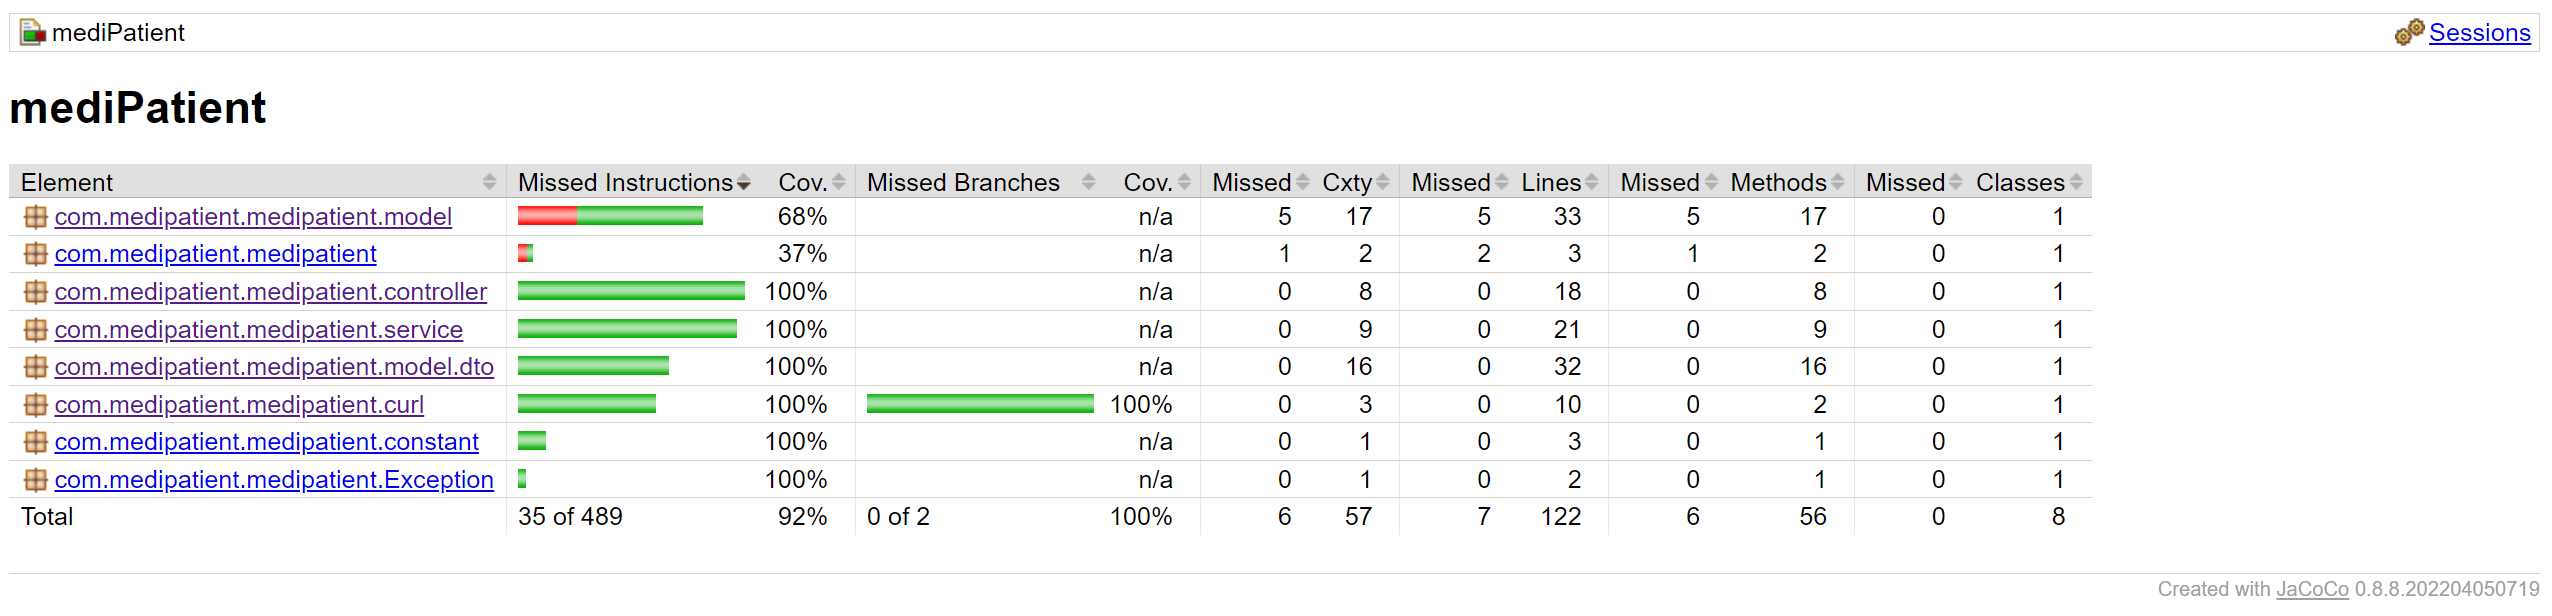 mediPatient Sessions
mediPatient
Element Missed Instructions Cov. Missed Branches Cov. Missed Cxty Missed Lines Missed Methods Missed Classes
com.medipatient.medipatient.model 68% n/a 5 17 5 33 5 17 0 1
com.medipatient.medipatient 37% n/a 1 2 2 3 1 2 0 1
com.medipatient.medipatient.controller 100% n/a 0 8 0 18 0 8 0 1
com.medipatient.medipatient.service 100% n/a 0 9 0 21 0 9 0 1
com.medipatient.medipatient.model.dto 100% n/a 0 16 0 32 0 16 0 1
com.medipatient.medipatient.curl 100% 100% 0 3 0 10 0 2 0 1
com.medipatient.medipatient.constant 100% n/a 0 1 0 3 0 1 0 1
com.medipatient.medipatient.Exception 100% n/a 0 1 0 2 0 1 0 1
Total 35 of 489 92% 0 of 2 100% 6 57 7 122 6 56 0 8
Created with JaCoCo 0.8.8.202204050719